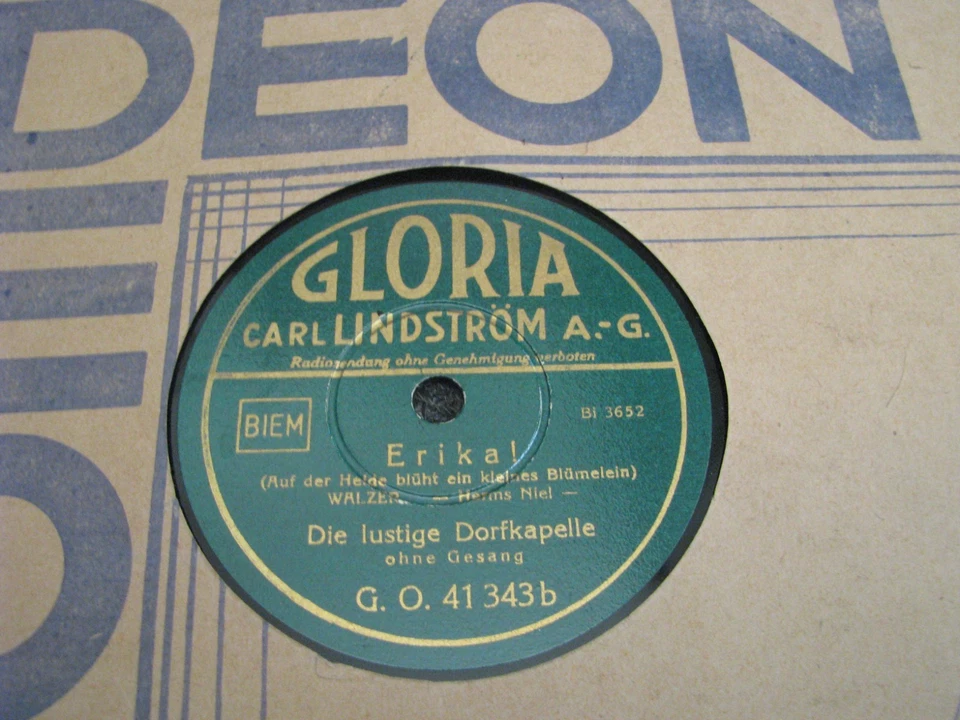 DEON
GLORIA
CARL LINDSTRÖM A.-G.
Radiosendung ohne Genehmigung verboten
BIEM
Bi 3652
Erika!
(Auf der Heide blüht ein kleines Blümelein)
WALZER — Herms Niel —
Die lustige Dorfkapelle
ohne Gesang
G. O. 41 343 b